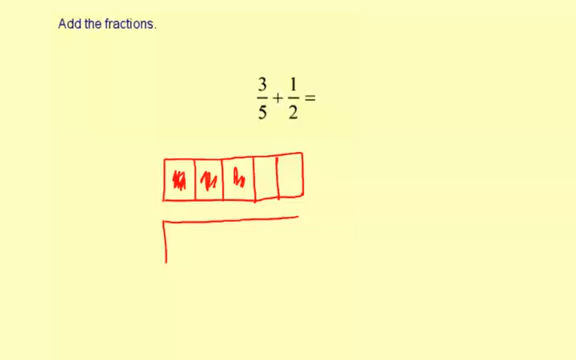 Add the fractions.
3/5 + 1/2 =